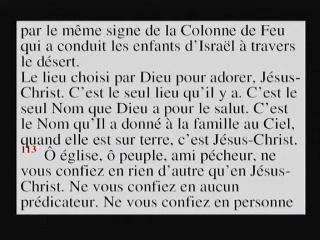 par le même signe de la Colonne de Feu
qui a conduit les enfants d'Israël à travers
le désert.
Le lieu choisi par Dieu pour adorer, Jésus-
Christ. C'est le seul lieu qu'il y a. C'est le
seul Nom que Dieu a pour le salut. C'est
le Nom qu'Il a donné à la famille au Ciel,
quand elle est sur terre, c'est Jésus-Christ.
113 Ô église, ô peuple, ami pécheur, ne
vous confiez en rien d'autre qu'en Jésus-
Christ. Ne vous confiez en aucun
prédicateur. Ne vous confiez en personne